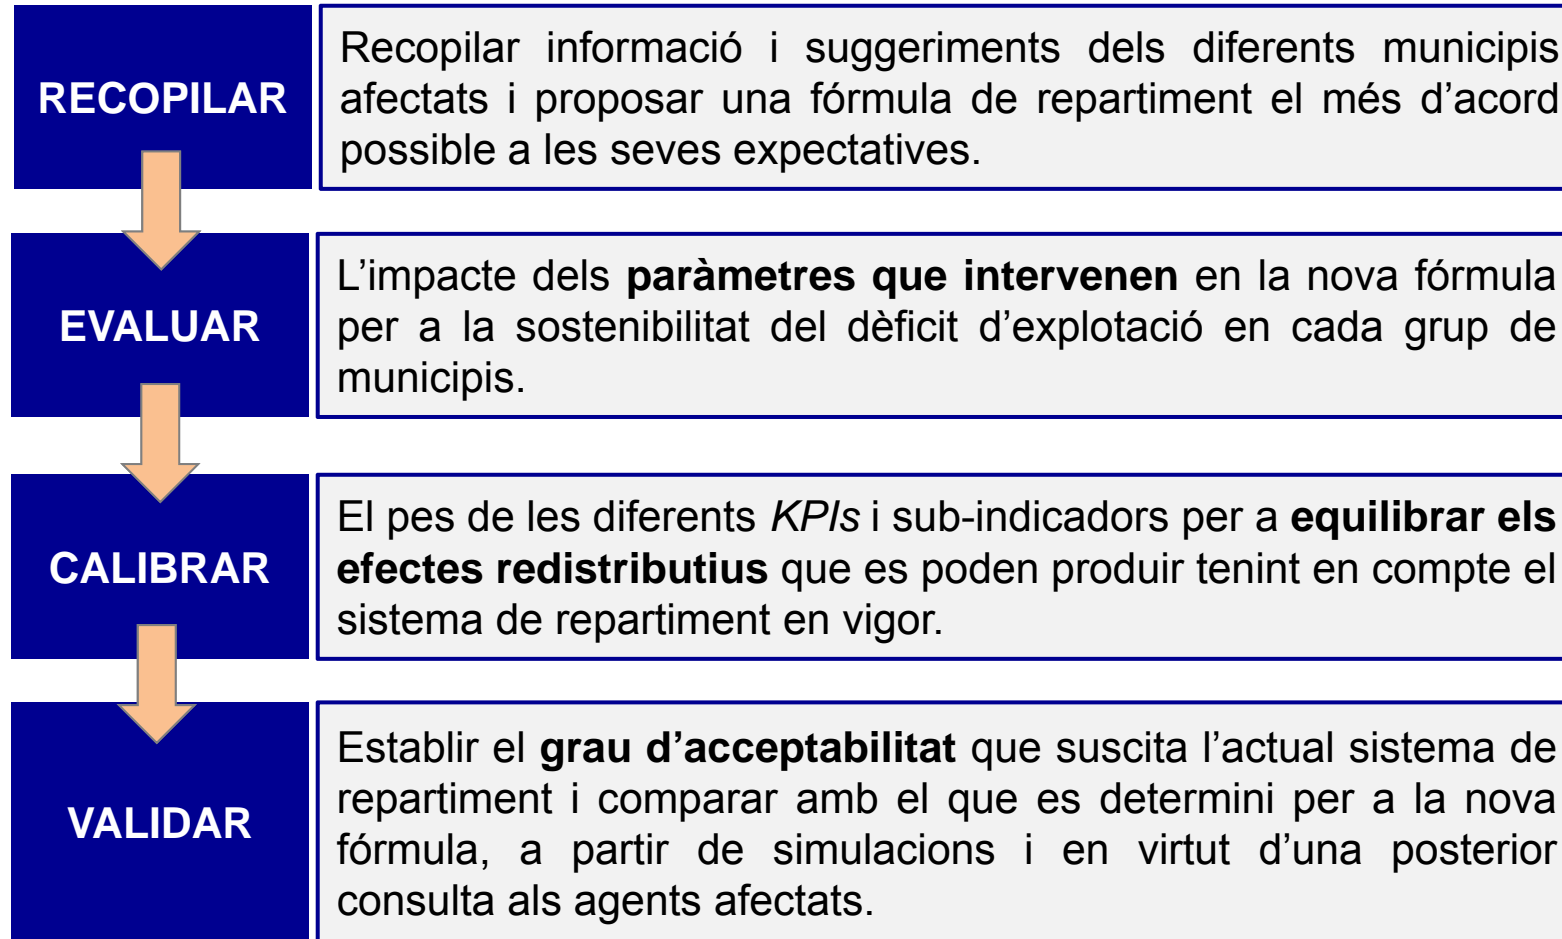 RECOPILAR
Recopilar informació i suggeriments dels diferents municipis
afectats i proposar una fórmula de repartiment el més d’acord
possible a les seves expectatives.
EVALUAR
L’impacte dels paràmetres que intervenen en la nova fórmula
per a la sostenibilitat del dèficit d’explotació en cada grup de
municipis.
CALIBRAR
El pes de les diferents KPIs i sub-indicadors per a equilibrar els
efectes redistributius que es poden produir tenint en compte el
sistema de repartiment en vigor.
VALIDAR
Establir el grau d’acceptabilitat que suscita l’actual sistema de
repartiment i comparar amb el que es determini per a la nova
fórmula, a partir de simulacions i en virtut d’una posterior
consulta als agents afectats.